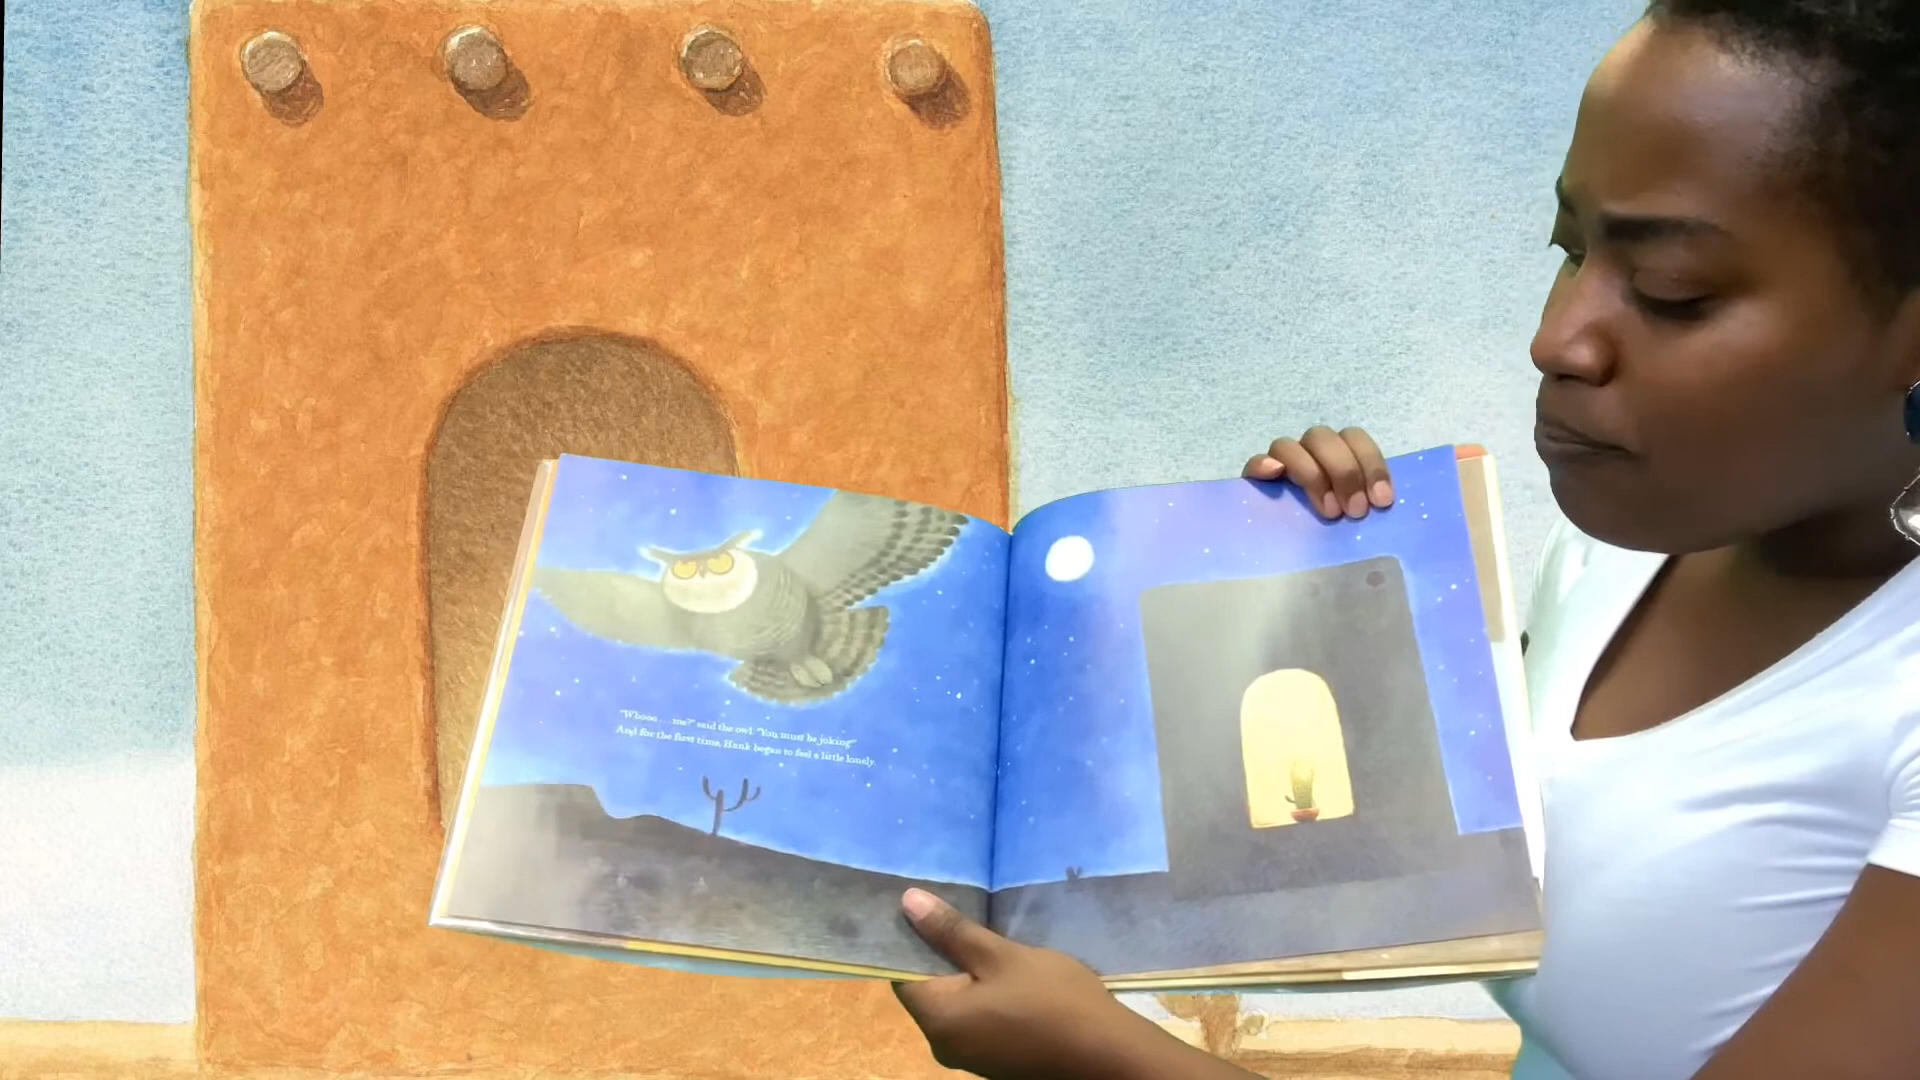 "Whooo . . . me?" said the owl. "You must be joking."
And for the first time, Hank began to feel a little lonely.